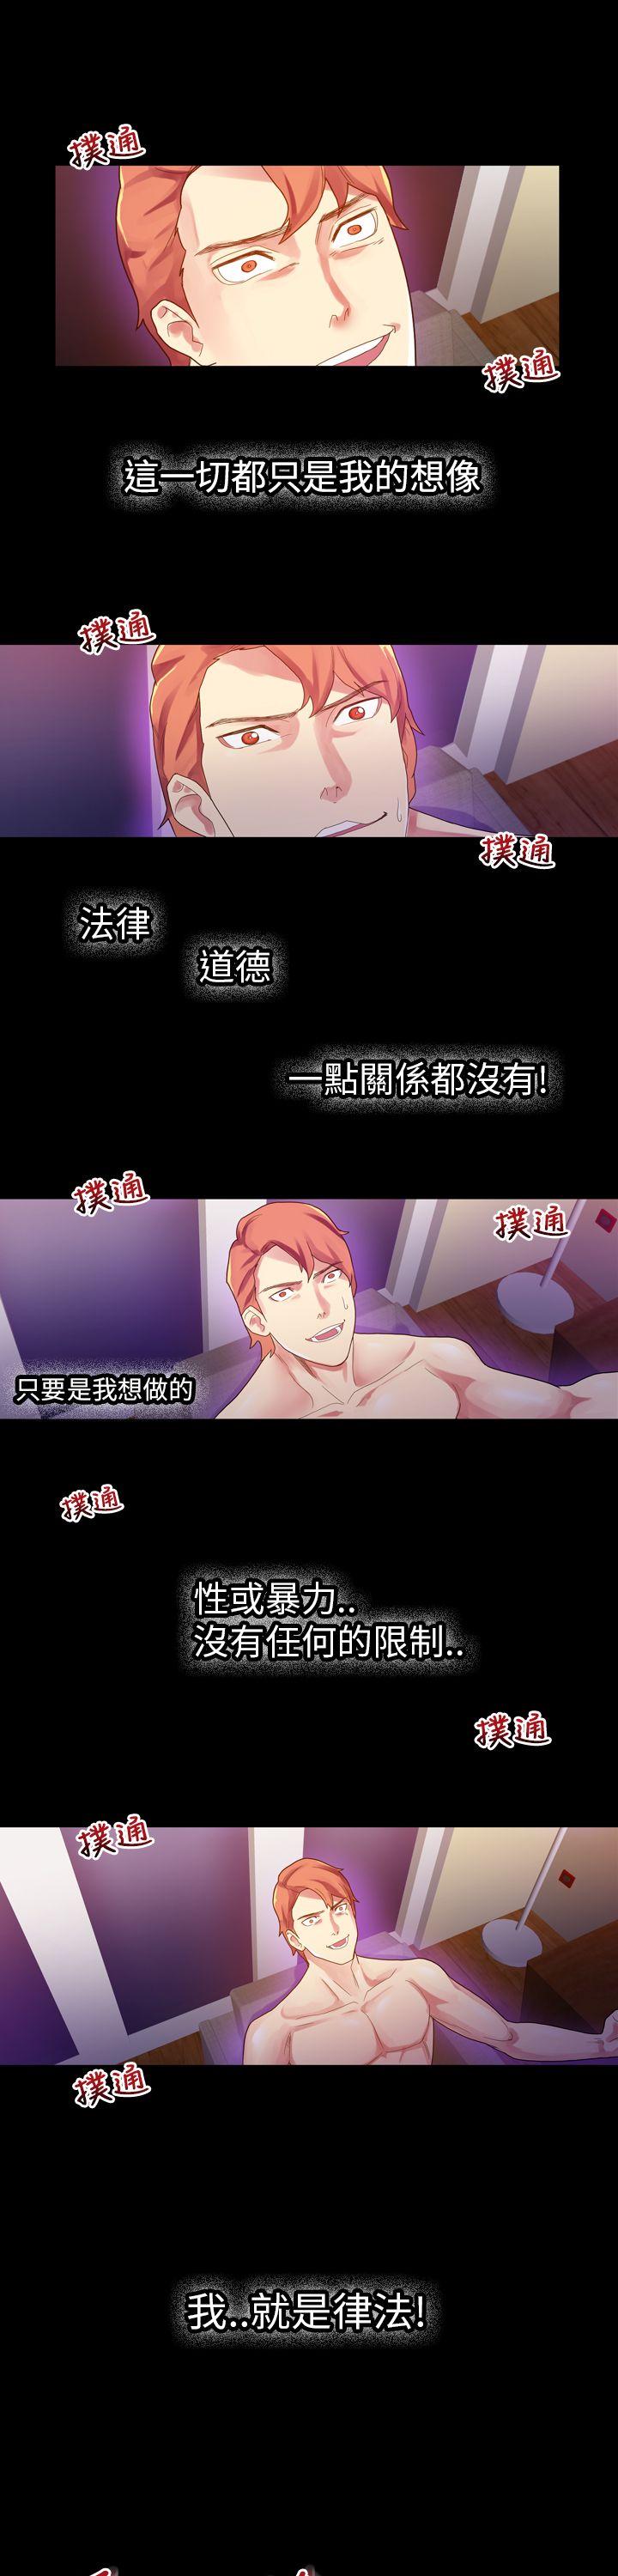 撲通
撲通
這一切都只是我的想像
撲通
撲通
法律
道德
一點關係都沒有!
撲通
撲通
只要是我想做的
撲通
性或暴力..
沒有任何的限制..
撲通
撲通
撲通
我..就是律法!